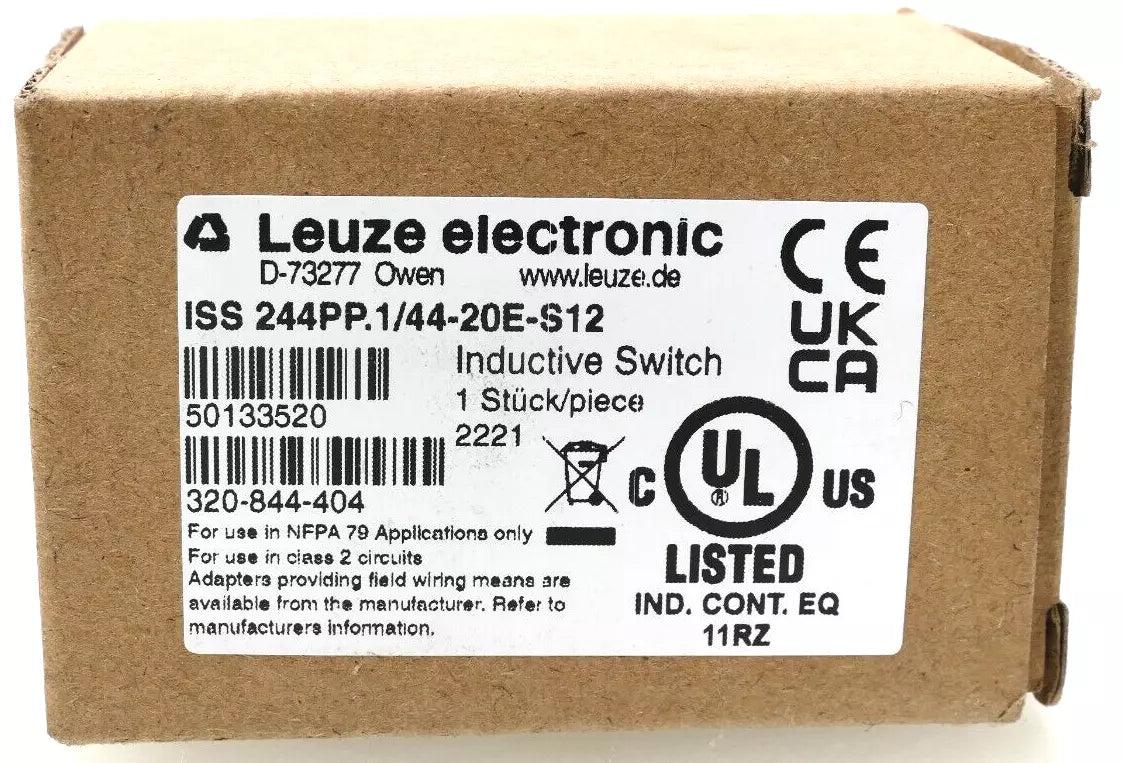 Leuze electronic
D-73277 Owen www.leuze.de
ISS 244PP.1/44-20E-S12
Inductive Switch
1 Stück/piece
50133520
2221
320-844-404
For use in NFPA 79 Applications only
For use in class 2 circuits
Adapters providing field wiring means are
available from the manufacturer. Refer to
manufacturers information.
CE
UK
CA
C UL US
®
LISTED
IND. CONT. EQ
11RZ